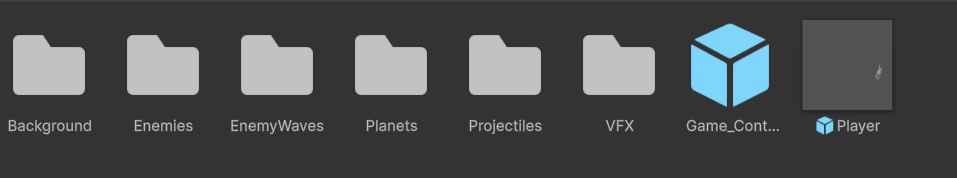 Background
Enemies
EnemyWaves
Planets
Projectiles
VFX
Game_Cont...
Player